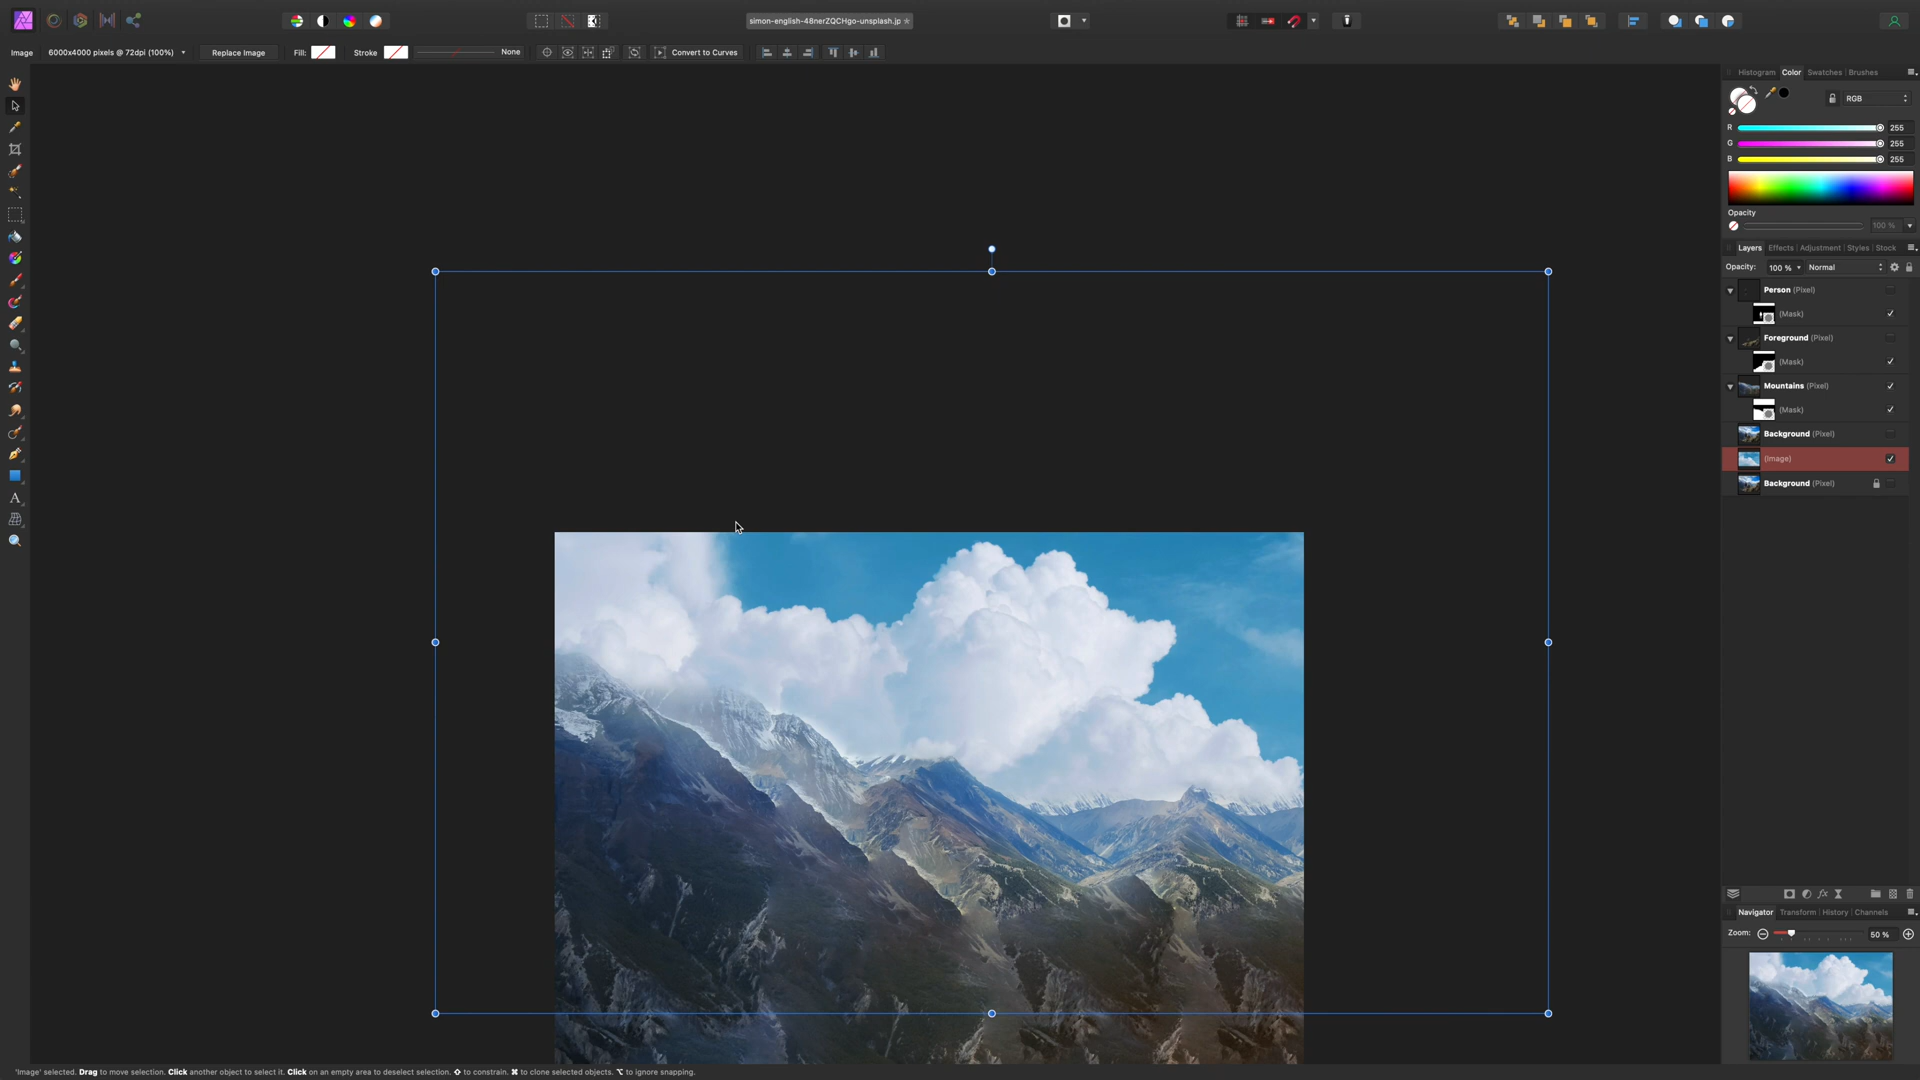 simon-english-48nerZQCHgo-unsplash.jp
Image
6000x4000 pixels @ 72dpi (100%)
Replace Image
Fill:
Stroke
None
Convert to Curves
Histogram
Color
Swatches
Brushes
RGB
R
255
G
255
B
255
Opacity
100 %
Layers
Effects
Adjustment
Styles
Stock
Opacity:
100 %
Normal
Person (Pixel)
(Mask)
Foreground (Pixel)
(Mask)
Mountains (Pixel)
(Mask)
Background (Pixel)
(Image)
Background (Pixel)
fx
Navigator
Transform
History
Channels
Zoom:
50 %
A
'Image' selected. Drag to move selection. Click another object to select it. Click on an empty area to deselect selection. ⇧ to constrain. ⌘ to clone selected objects. ⌥ to ignore snapping.